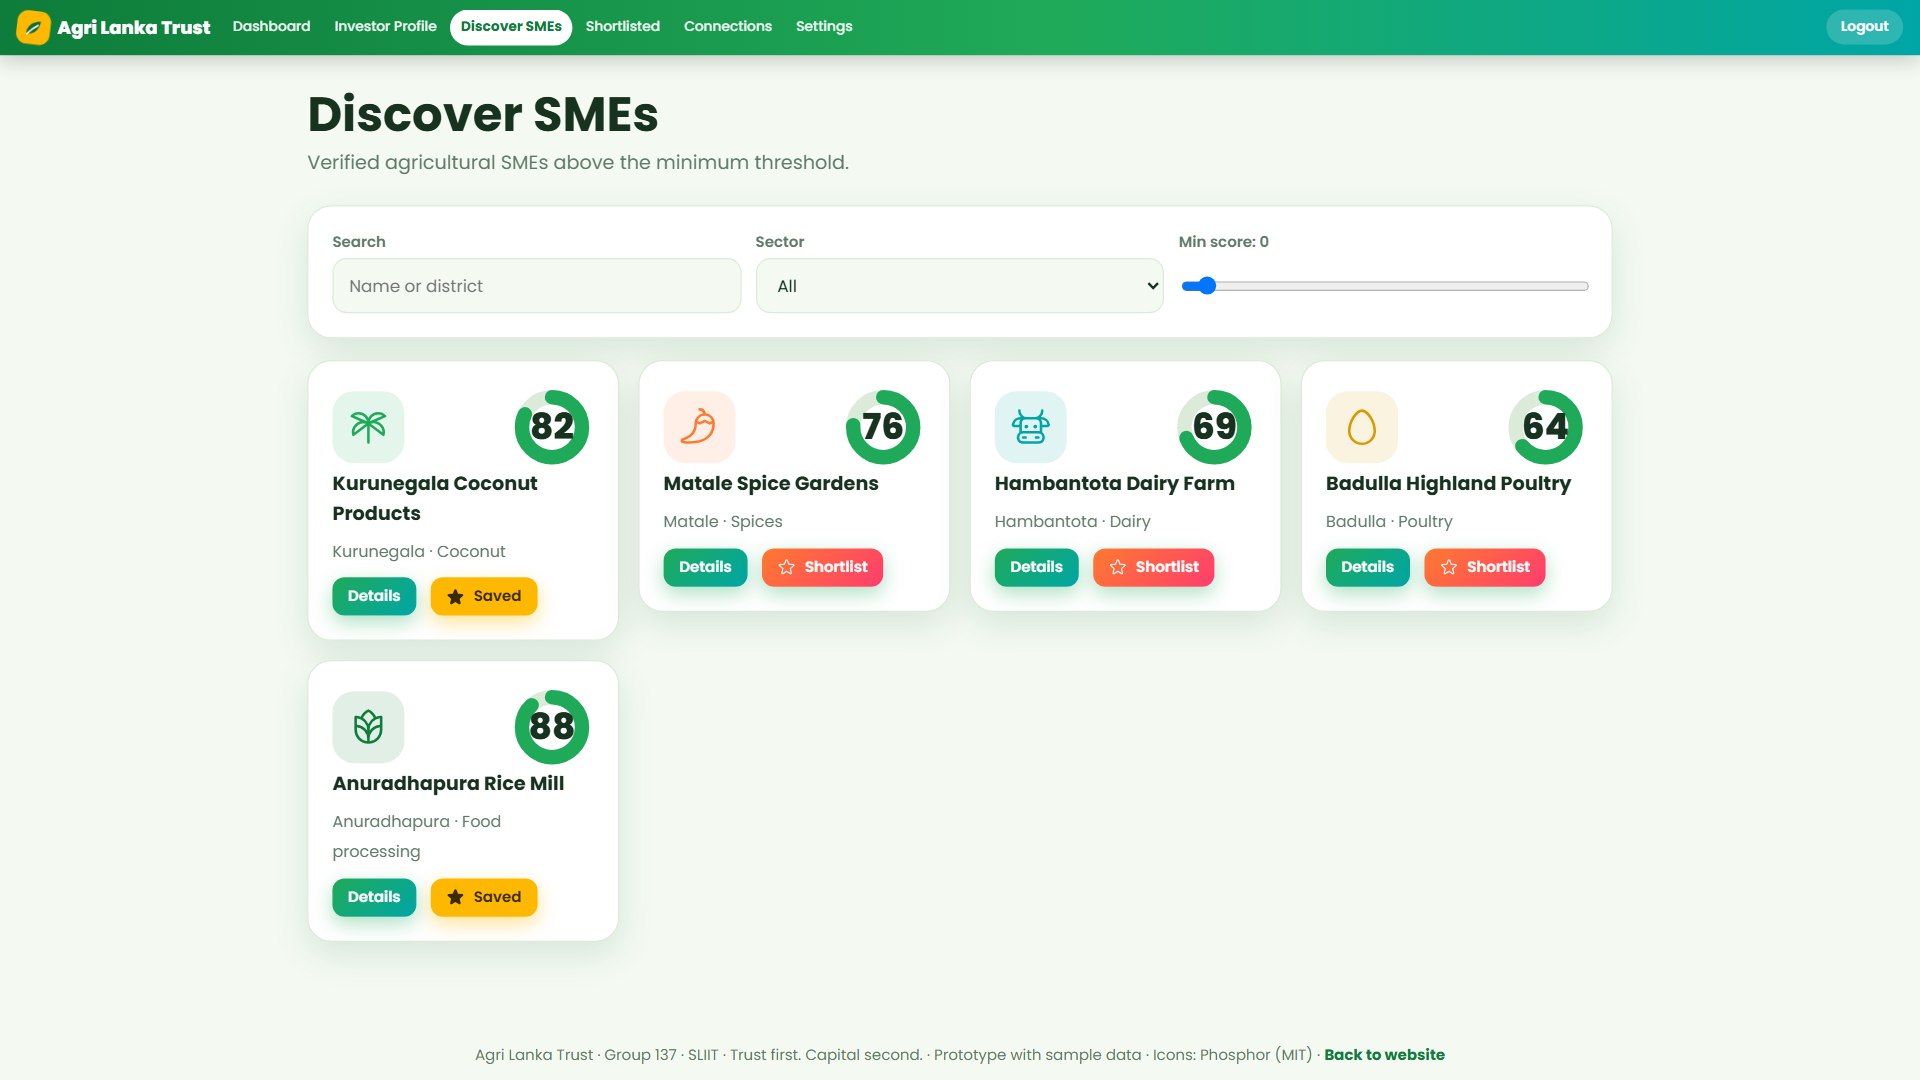 Agri Lanka Trust
Dashboard
Investor Profile
Discover SMEs
Shortlisted
Connections
Settings
Logout
Discover SMEs
Verified agricultural SMEs above the minimum threshold.
Search
Name or district
Sector
All
Min score: 0
82
Kurunegala Coconut
Products
Kurunegala · Coconut
Details
Saved
76
Matale Spice Gardens
Matale · Spices
Details
Shortlist
69
Hambantota Dairy Farm
Hambantota · Dairy
Details
Shortlist
64
Badulla Highland Poultry
Badulla · Poultry
Details
Shortlist
88
Anuradhapura Rice Mill
Anuradhapura · Food
processing
Details
Saved
Agri Lanka Trust · Group 137 · SLIIT · Trust first. Capital second. · Prototype with sample data · Icons: Phosphor (MIT) · Back to website